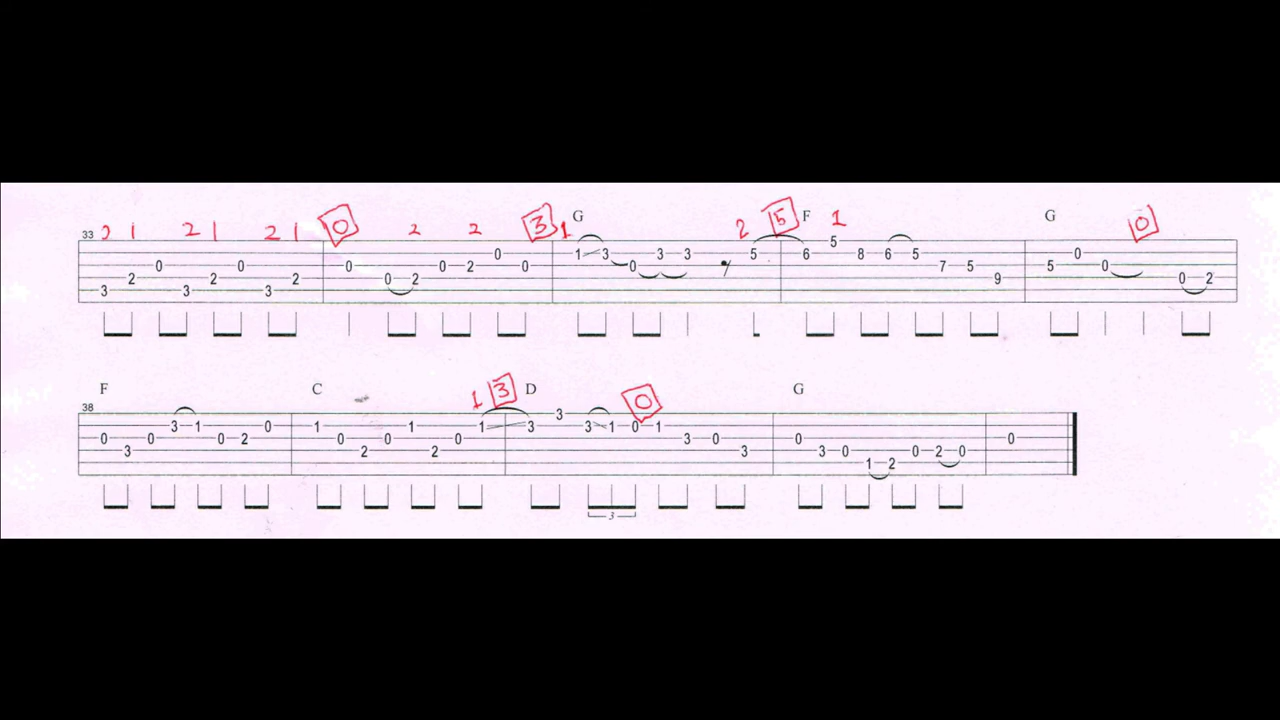 2 1 2 1 2 1 0 2 2 3 1 G 2 5 F 1 G 0
33
3 2 0 3 2 0 3 2 0 0 2 0 2 0 0 1 3 0 3 3 5 6 5 8 6 5 7 5 9 5 0 0 0 2
F C 1 3 D 0 G
38
0 3 0 3 1 0 2 0 1 0 2 0 1 2 0 1 3 3 3 1 0 1 3 0 3 0 3 0 1 2 0 2 0 0
3